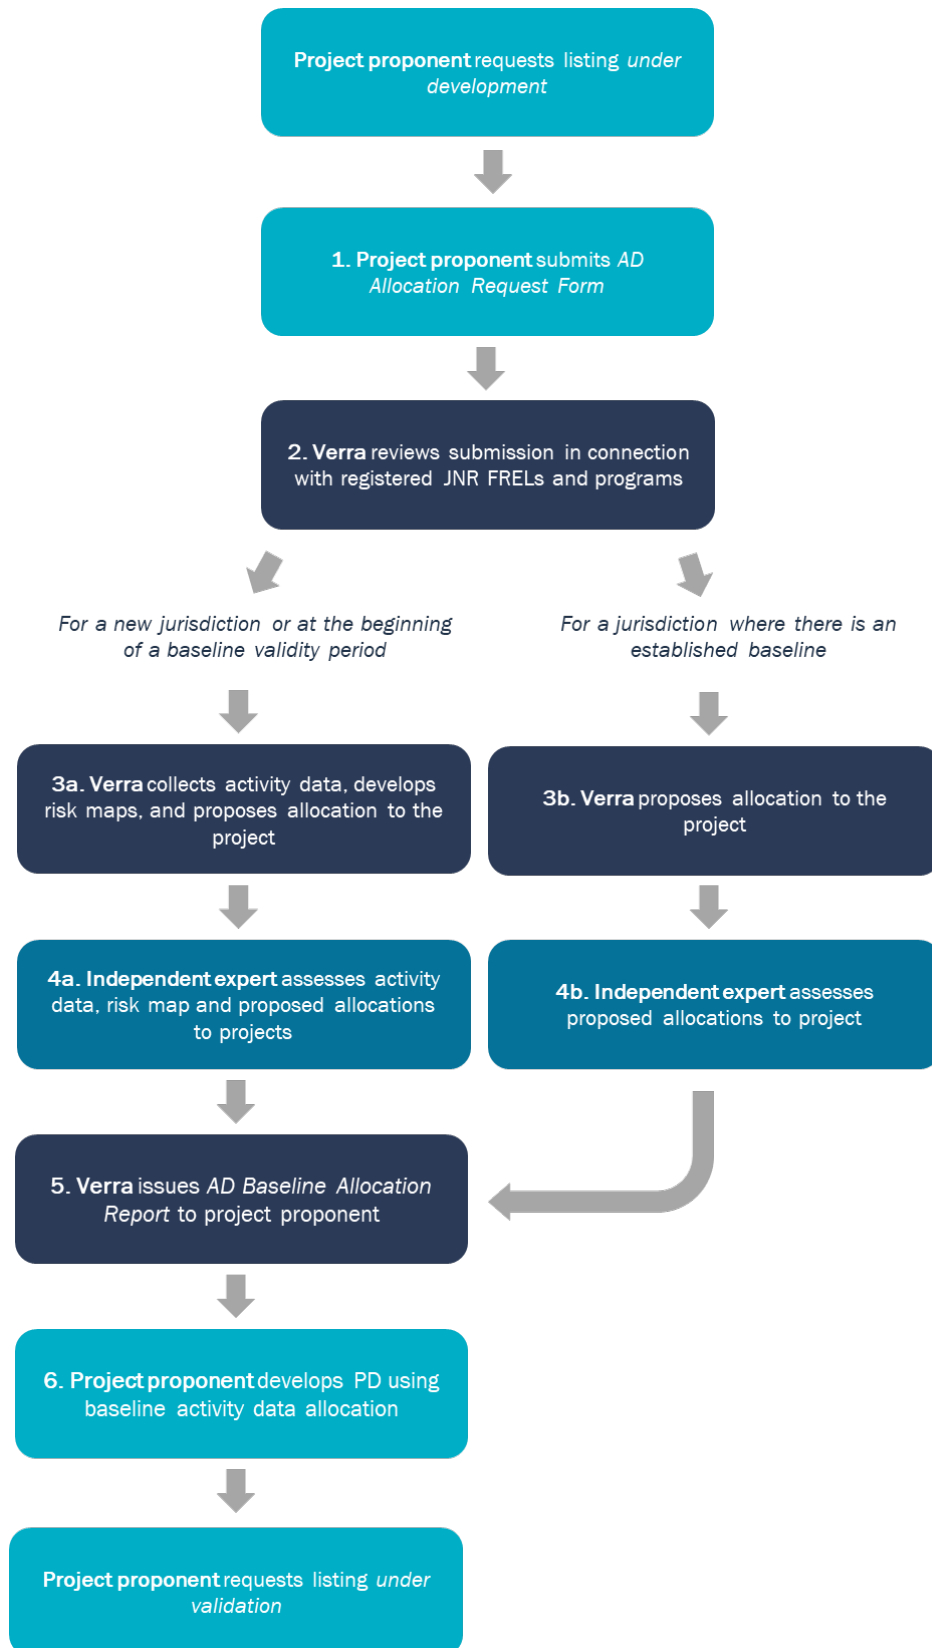 Project proponent requests listing under
development
1. Project proponent submits AD
Allocation Request Form
2. Verra reviews submission in connection
with registered JNR FRELs and programs
For a new jurisdiction or at the beginning
of a baseline validity period
For a jurisdiction where there is an
established baseline
3a. Verra collects activity data, develops
risk maps, and proposes allocation to the
project
3b. Verra proposes allocation to the
project
4a. Independent expert assesses activity
data, risk map and proposed allocations
to projects
4b. Independent expert assesses
proposed allocations to project
5. Verra issues AD Baseline Allocation
Report to project proponent
6. Project proponent develops PD using
baseline activity data allocation
Project proponent requests listing under
validation